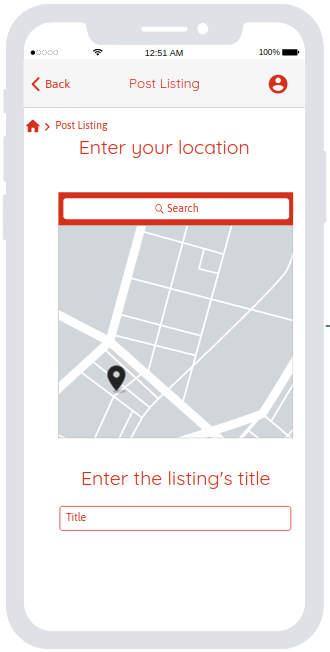 12:51 AM
100%
Back
Post Listing
Post Listing
Enter your location
Search
Enter the listing's title
Title